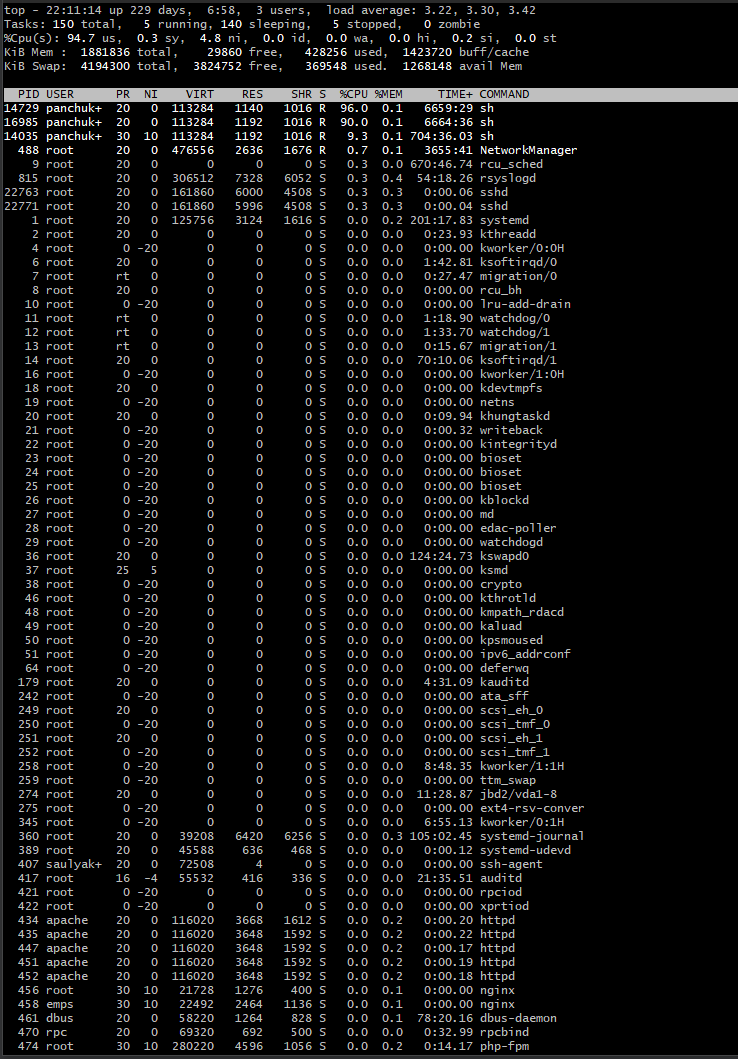 top - 22:11:14 up 229 days,  6:58,  3 users,  load average: 3.22, 3.30, 3.42
Tasks: 150 total,   5 running, 140 sleeping,   5 stopped,   0 zombie
%Cpu(s): 94.7 us,  0.3 sy,  4.8 ni,  0.0 id,  0.0 wa,  0.0 hi,  0.2 si,  0.0 st
KiB Mem :  1881836 total,    29860 free,   428256 used,  1423720 buff/cache
KiB Swap:  4194300 total,  3824752 free,   369548 used.  1268148 avail Mem
PID USER      PR  NI    VIRT    RES    SHR S  %CPU %MEM     TIME+ COMMAND
14729 panchuk+  20   0  113284   1140   1016 R  96.0  0.1   6659:29 sh
16985 panchuk+  20   0  113284   1192   1016 R  90.0  0.1   6664:36 sh
14035 panchuk+  30  10  113284   1192   1016 R   9.3  0.1 704:36.03 sh
488 root      20   0  476556   2636   1676 R   0.7  0.1   3655:41 NetworkManager
9 root      20   0       0      0      0 S   0.3  0.0 670:46.74 rcu_sched
815 root      20   0  306512   7328   6052 S   0.3  0.4  54:18.26 rsyslogd
22763 root      20   0  161860   6000   4508 S   0.3  0.3   0:00.06 sshd
22771 root      20   0  161860   5996   4508 S   0.3  0.3   0:00.04 sshd
1 root      20   0  125756   3124   1616 S   0.0  0.2 201:17.83 systemd
2 root      20   0       0      0      0 S   0.0  0.0   0:23.93 kthreadd
4 root       0 -20       0      0      0 S   0.0  0.0   0:00.00 kworker/0:0H
6 root      20   0       0      0      0 S   0.0  0.0   1:42.81 ksoftirqd/0
7 root      rt   0       0      0      0 S   0.0  0.0   0:27.47 migration/0
8 root      20   0       0      0      0 S   0.0  0.0   0:00.00 rcu_bh
10 root       0 -20       0      0      0 S   0.0  0.0   0:00.00 lru-add-drain
11 root      rt   0       0      0      0 S   0.0  0.0   1:18.90 watchdog/0
12 root      rt   0       0      0      0 S   0.0  0.0   1:33.70 watchdog/1
13 root      rt   0       0      0      0 S   0.0  0.0   0:15.67 migration/1
14 root      20   0       0      0      0 S   0.0  0.0  70:10.06 ksoftirqd/1
16 root       0 -20       0      0      0 S   0.0  0.0   0:00.00 kworker/1:0H
18 root      20   0       0      0      0 S   0.0  0.0   0:00.00 kdevtmpfs
19 root       0 -20       0      0      0 S   0.0  0.0   0:00.00 netns
20 root      20   0       0      0      0 S   0.0  0.0   0:09.94 khungtaskd
21 root       0 -20       0      0      0 S   0.0  0.0   0:00.32 writeback
22 root       0 -20       0      0      0 S   0.0  0.0   0:00.00 kintegrityd
23 root       0 -20       0      0      0 S   0.0  0.0   0:00.00 bioset
24 root       0 -20       0      0      0 S   0.0  0.0   0:00.00 bioset
25 root       0 -20       0      0      0 S   0.0  0.0   0:00.00 bioset
26 root       0 -20       0      0      0 S   0.0  0.0   0:00.00 kblockd
27 root       0 -20       0      0      0 S   0.0  0.0   0:00.00 md
28 root       0 -20       0      0      0 S   0.0  0.0   0:00.00 edac-poller
29 root       0 -20       0      0      0 S   0.0  0.0   0:00.00 watchdogd
36 root      20   0       0      0      0 S   0.0  0.0 124:24.73 kswapd0
37 root      25   5       0      0      0 S   0.0  0.0   0:00.00 ksmd
38 root       0 -20       0      0      0 S   0.0  0.0   0:00.00 crypto
46 root       0 -20       0      0      0 S   0.0  0.0   0:00.00 kthrotld
48 root       0 -20       0      0      0 S   0.0  0.0   0:00.00 kmpath_rdacd
49 root       0 -20       0      0      0 S   0.0  0.0   0:00.00 kaluad
50 root       0 -20       0      0      0 S   0.0  0.0   0:00.00 kpsmoused
51 root       0 -20       0      0      0 S   0.0  0.0   0:00.00 ipv6_addrconf
64 root       0 -20       0      0      0 S   0.0  0.0   0:00.00 deferwq
179 root      20   0       0      0      0 S   0.0  0.0   4:31.09 kauditd
242 root       0 -20       0      0      0 S   0.0  0.0   0:00.00 ata_sff
249 root      20   0       0      0      0 S   0.0  0.0   0:00.00 scsi_eh_0
250 root       0 -20       0      0      0 S   0.0  0.0   0:00.00 scsi_tmf_0
251 root      20   0       0      0      0 S   0.0  0.0   0:00.00 scsi_eh_1
252 root       0 -20       0      0      0 S   0.0  0.0   0:00.00 scsi_tmf_1
258 root       0 -20       0      0      0 S   0.0  0.0   8:48.35 kworker/1:1H
259 root       0 -20       0      0      0 S   0.0  0.0   0:00.00 ttm_swap
274 root      20   0       0      0      0 S   0.0  0.0  11:28.87 jbd2/vda1-8
275 root       0 -20       0      0      0 S   0.0  0.0   0:00.00 ext4-rsv-conver
345 root       0 -20       0      0      0 S   0.0  0.0   6:55.13 kworker/0:1H
360 root      20   0   39208   6420   6256 S   0.0  0.3 105:02.45 systemd-journal
389 root      20   0   45588    636    468 S   0.0  0.0   0:00.12 systemd-udevd
407 saulyak+  20   0   72508      4      0 S   0.0  0.0   0:00.00 ssh-agent
417 root      16  -4   55532    416    336 S   0.0  0.0  21:35.51 auditd
421 root       0 -20       0      0      0 S   0.0  0.0   0:00.00 rpciod
422 root       0 -20       0      0      0 S   0.0  0.0   0:00.00 xprtiod
434 apache    20   0  116020   3668   1612 S   0.0  0.2   0:00.20 httpd
435 apache    20   0  116020   3648   1592 S   0.0  0.2   0:00.22 httpd
447 apache    20   0  116020   3648   1592 S   0.0  0.2   0:00.17 httpd
451 apache    20   0  116020   3648   1592 S   0.0  0.2   0:00.19 httpd
452 apache    20   0  116020   3648   1592 S   0.0  0.2   0:00.18 httpd
456 root      30  10   21728   1276    400 S   0.0  0.1   0:00.00 nginx
458 emps      30  10   22492   2464   1136 S   0.0  0.1   0:00.00 nginx
461 dbus      20   0   58220   1264    828 S   0.0  0.1  78:20.16 dbus-daemon
470 rpc       20   0   69320    692    500 S   0.0  0.0   0:32.99 rpcbind
474 root      30  10  280220   4596   1056 S   0.0  0.2   0:14.17 php-fpm